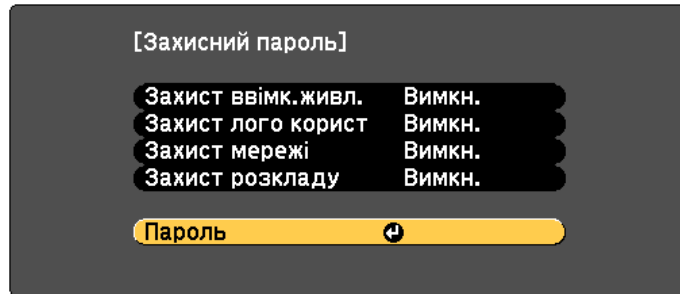 [Захисний пароль]
Захист ввімк.живл. Вимкн.
Захист лого корист Вимкн.
Захист мережі Вимкн.
Захист розкладу Вимкн.
Пароль